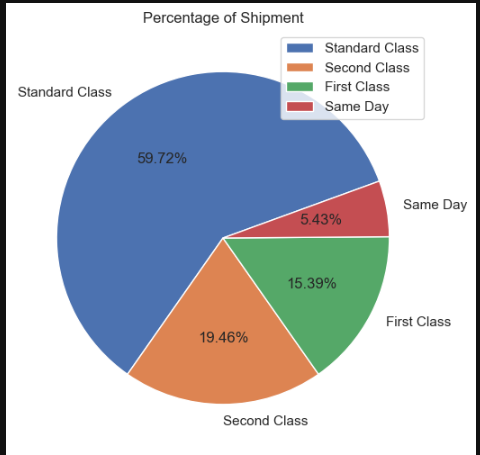 Percentage of Shipment
Standard Class
Second Class
First Class
Same Day
Standard Class
59.72%
Same Day
5.43%
15.39%
First Class
19.46%
Second Class